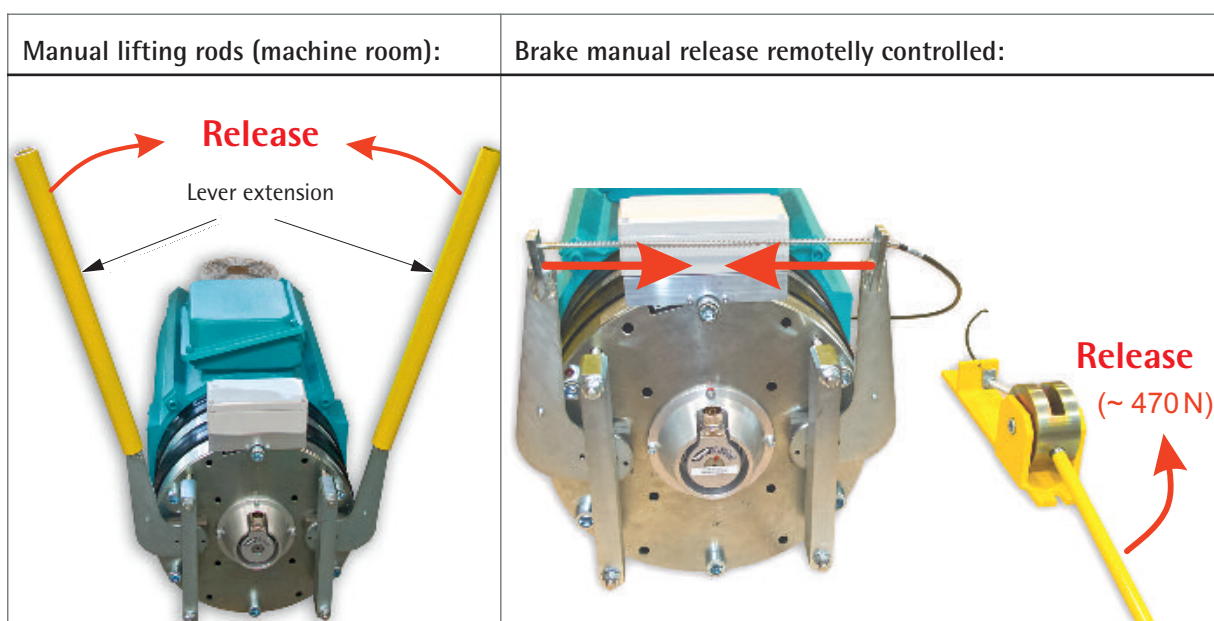 Manual lifting rods (machine room):
Brake manual release remotelly controlled:
Release
Lever extension
Release
(~ 470 N)